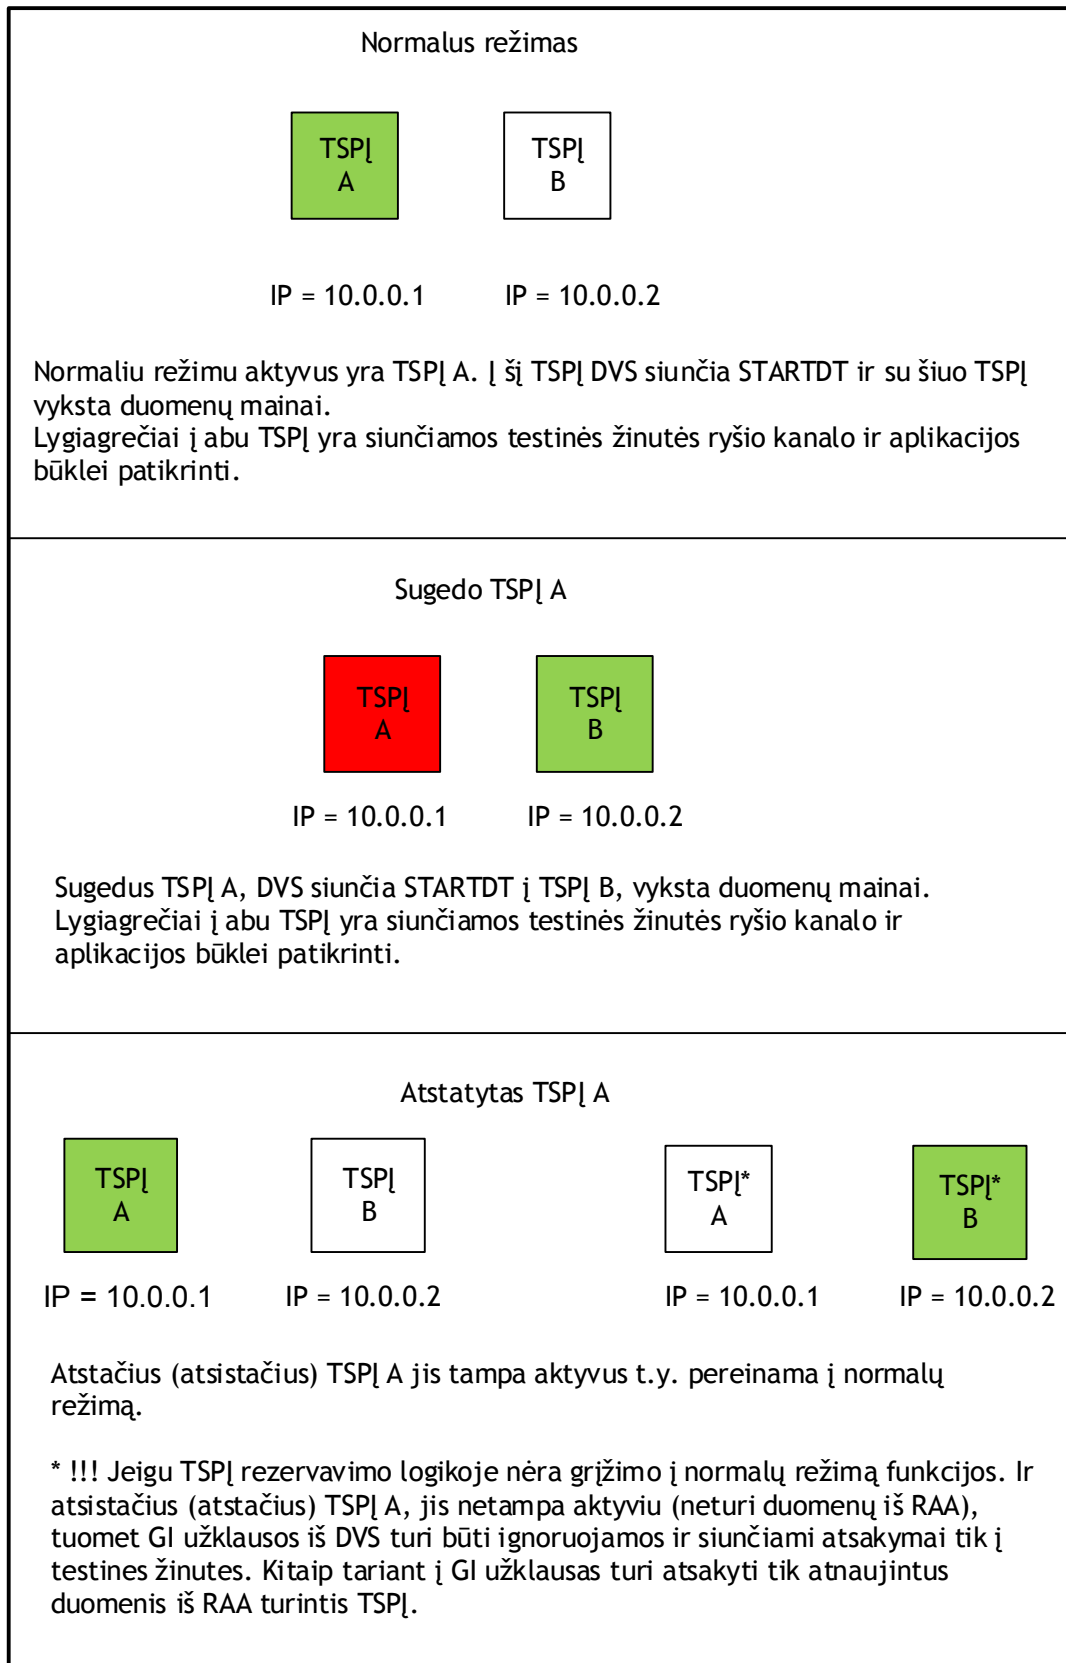 Normalus režimas
TSPĮ
A
TSPĮ
B
IP = 10.0.0.1
IP = 10.0.0.2
Normaliu režimu aktyvus yra TSPĮ A. Į šį TSPĮ DVS siunčia STARTDT ir su šiuo TSPĮ
vyksta duomenų mainai.
Lygiagrečiai į abu TSPĮ yra siunčiamos testinės žinutės ryšio kanalo ir aplikacijos
būklei patikrinti.
Sugedo TSPĮ A
TSPĮ
A
TSPĮ
B
IP = 10.0.0.1
IP = 10.0.0.2
Sugedus TSPĮ A, DVS siunčia STARTDT į TSPĮ B, vyksta duomenų mainai.
Lygiagrečiai į abu TSPĮ yra siunčiamos testinės žinutės ryšio kanalo ir
aplikacijos būklei patikrinti.
Atstatytas TSPĮ A
TSPĮ
A
TSPĮ
B
TSPĮ*
A
TSPĮ*
B
IP = 10.0.0.1
IP = 10.0.0.2
IP = 10.0.0.1
IP = 10.0.0.2
Atstačius (atsistačius) TSPĮ A jis tampa aktyvus t.y. pereinama į normalų
režimą.
* !!! Jeigu TSPĮ rezervavimo logikoje nėra grįžimo į normalų režimą funkcijos. Ir
atsistačius (atstačius) TSPĮ A, jis netampa aktyviu (neturi duomenų iš RAA),
tuomet GI užklausos iš DVS turi būti ignoruojamos ir siunčiami atsakymai tik į
testines žinutes. Kitaip tariant į GI užklausas turi atsakyti tik atnaujintus
duomenis iš RAA turintis TSPĮ.